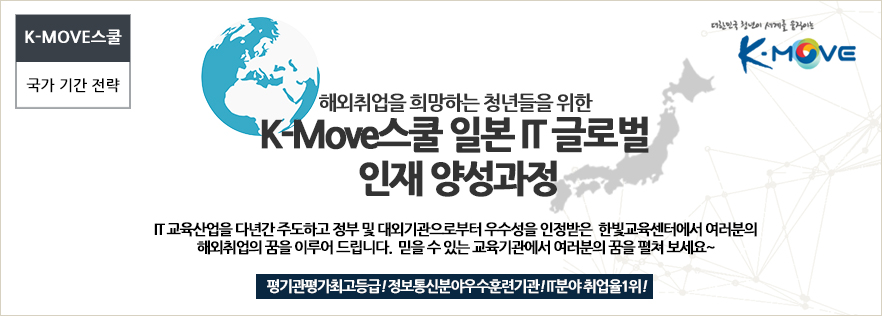 K-MOVE스쿨
국가 기간 전략
대한민국 청년이 세계를 움직이는
K-MOVE
해외취업을 희망하는 청년들을 위한
K-Move스쿨 일본 IT 글로벌
인재 양성과정
IT 교육산업을 다년간 주도하고 정부 및 대외기관으로부터 우수성을 인정받은 한빛교육센터에서 여러분의
해외취업의 꿈을 이루어 드립니다. 믿을 수 있는 교육기관에서 여러분의 꿈을 펼쳐 보세요~
평기관평가최고등급! 정보통신분야우수훈련기관! IT분야 취업율1위!